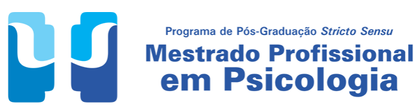 Programa de Pós-Graduação Stricto Sensu
Mestrado Profissional
em Psicologia